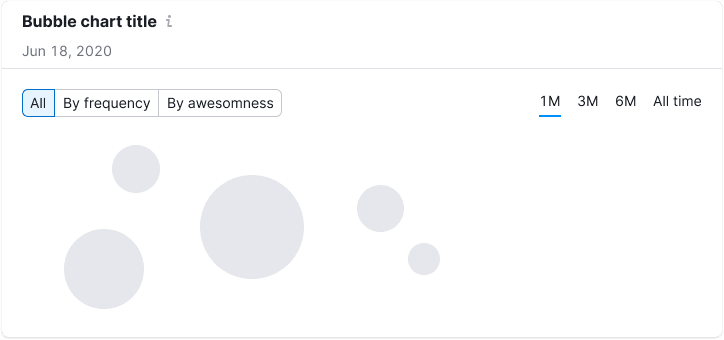 Bubble chart title
Jun 18, 2020
All By frequency By awesomness 1M 3M 6M All time